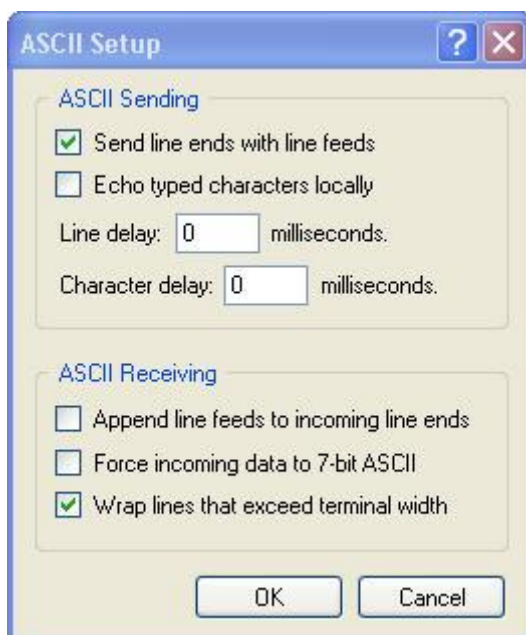 ASCII Setup
ASCII Sending
Send line ends with line feeds
Echo typed characters locally
Line delay: 0 milliseconds.
Character delay: 0 milliseconds.
ASCII Receiving
Append line feeds to incoming line ends
Force incoming data to 7-bit ASCII
Wrap lines that exceed terminal width
OK Cancel